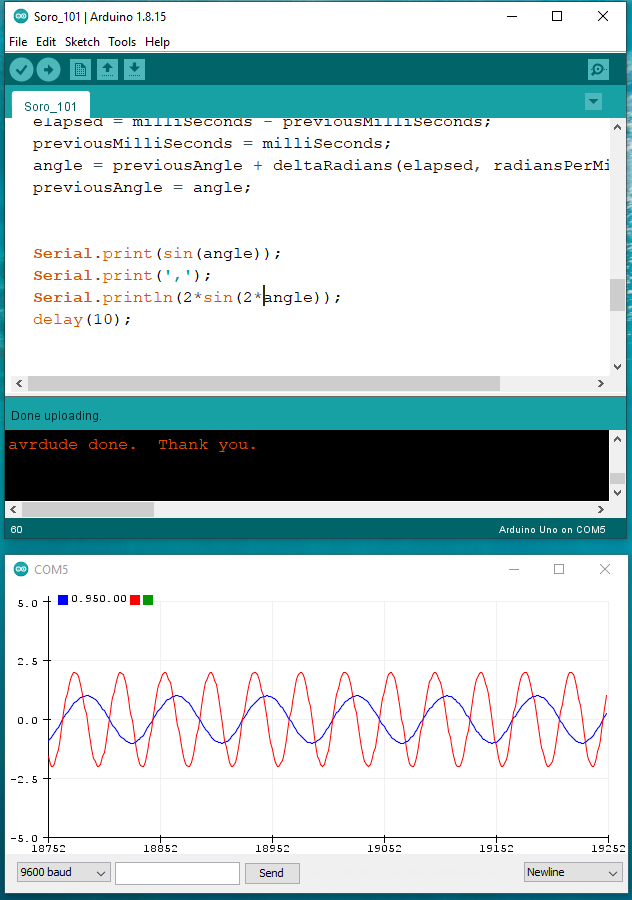 Soro_101 | Arduino 1.8.15
File Edit Sketch Tools Help
Soro_101
elapsed = milliSeconds - previousMilliSeconds;
previousMilliSeconds = milliSeconds;
angle = previousAngle + deltaRadians(elapsed, radiansPerMi
previousAngle = angle;
Serial.print(sin(angle));
Serial.print(',');
Serial.println(2*sin(2*angle));
delay(10);
Done uploading.
avrdude done.  Thank you.
60 Arduino Uno on COM5
COM5
0.950.00
5.0
2.5
0.0
-2.5
-5.0
18752 18852 18952 19052 19152 19252
9600 baud Send Newline